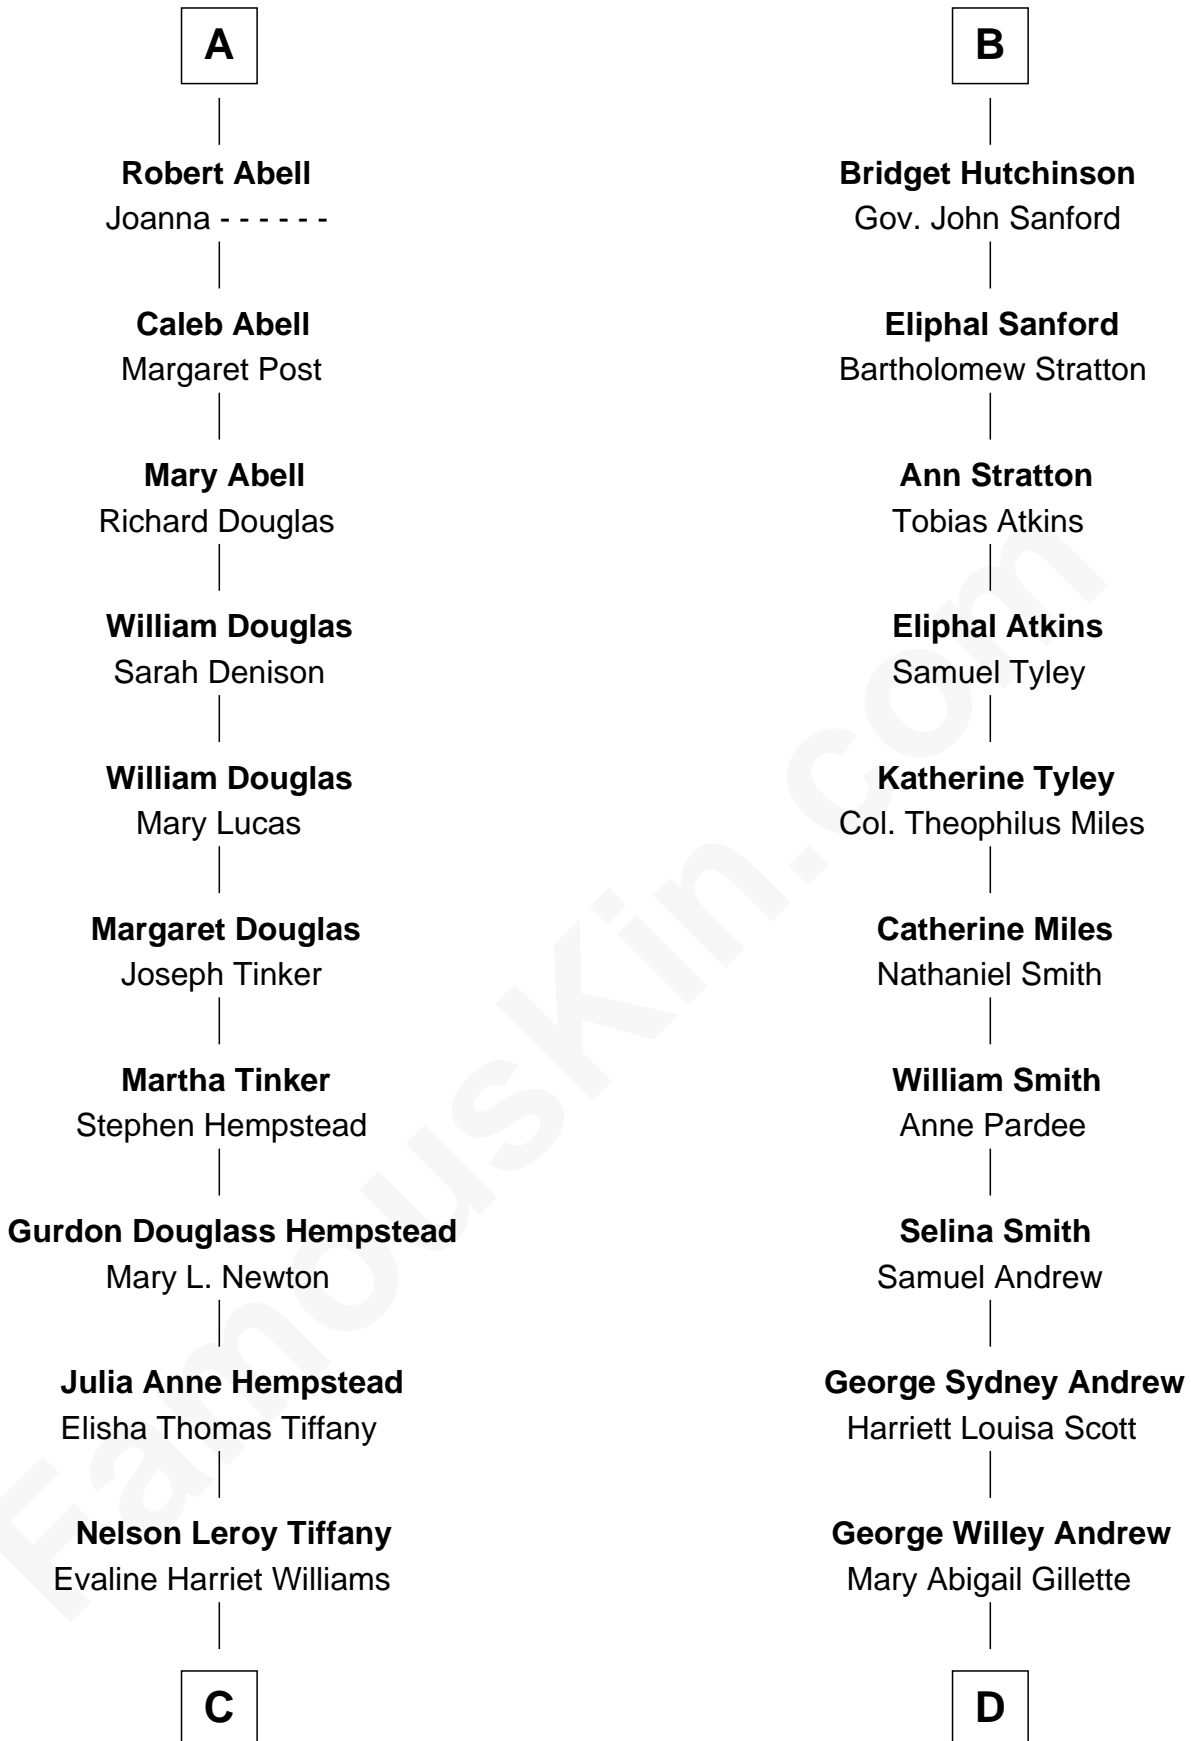 A
Robert Abell
Joanna - - - - - -
Caleb Abell
Margaret Post
Mary Abell
Richard Douglas
William Douglas
Sarah Denison
William Douglas
Mary Lucas
Margaret Douglas
Joseph Tinker
Martha Tinker
Stephen Hempstead
Gurdon Douglass Hempstead
Mary L. Newton
Julia Anne Hempstead
Elisha Thomas Tiffany
Nelson Leroy Tiffany
Evaline Harriet Williams
C
B
Bridget Hutchinson
Gov. John Sanford
Eliphal Sanford
Bartholomew Stratton
Ann Stratton
Tobias Atkins
Eliphal Atkins
Samuel Tyley
Katherine Tyley
Col. Theophilus Miles
Catherine Miles
Nathaniel Smith
William Smith
Anne Pardee
Selina Smith
Samuel Andrew
George Sydney Andrew
Harriett Louisa Scott
George Willey Andrew
Mary Abigail Gillette
D
FamousKin.com